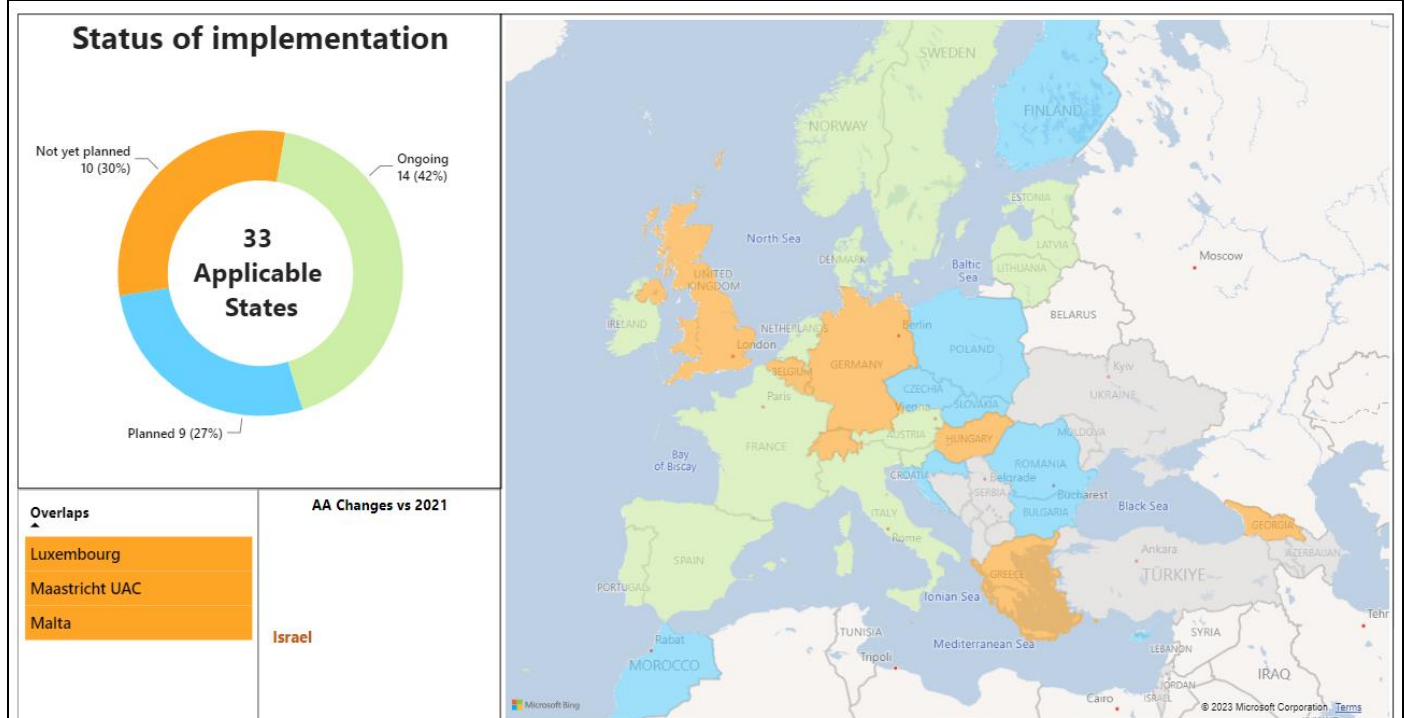 Status of implementation
Not yet planned
10 (30%)
Ongoing
14 (42%)
33
Applicable
States
Planned 9 (27%)
Overlaps
Luxembourg
Maastricht UAC
Malta
AA Changes vs 2021
Israel
SWEDEN
FINLAND
NORWAY
ESTONIA
North Sea
LATVIA
Moscow
DENMARK
Baltic
Sea
LITHUANIA
UNITED
KINGDOM
BELARUS
IRELAND
NETHERLANDS
Berlin
London
POLAND
GERMANY
BELGIUM
Kyiv
CZECHIA
UKRAINE
Paris
Vienna
SLOVAKIA
AUSTRIA
HUNGARY
MOLDOVA
FRANCE
Bay
of Biscay
CROATIA
ROMANIA
Belgrade
SERBIA
Bucharest
Black Sea
ITALY
BULGARIA
GEORGIA
Rome
Ankara
AZERBAIJAN
SPAIN
TÜRKIYE
GREECE
PORTUGAL
Ionian Sea
Tehr
TUNISIA
SYRIA
Rabat
Mediterranean Sea
LEBANON
MOROCCO
Tripoli
IRAQ
JORDAN
Cairo
ISRAEL
Microsoft Bing
© 2023 Microsoft Corporation Terms